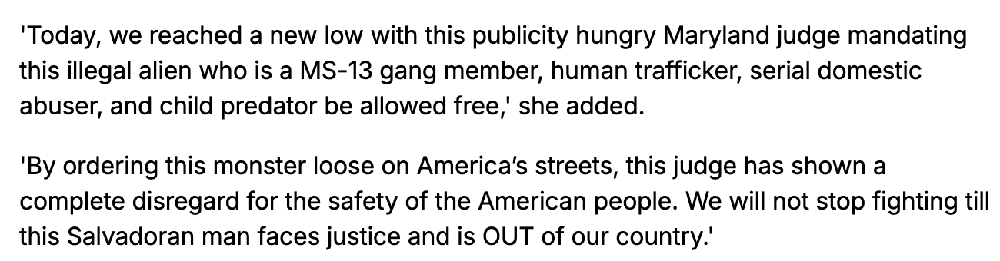 'Today, we reached a new low with this publicity hungry Maryland judge mandating
this illegal alien who is a MS-13 gang member, human trafficker, serial domestic
abuser, and child predator be allowed free,' she added.
'By ordering this monster loose on America’s streets, this judge has shown a
complete disregard for the safety of the American people. We will not stop fighting till
this Salvadoran man faces justice and is OUT of our country.'